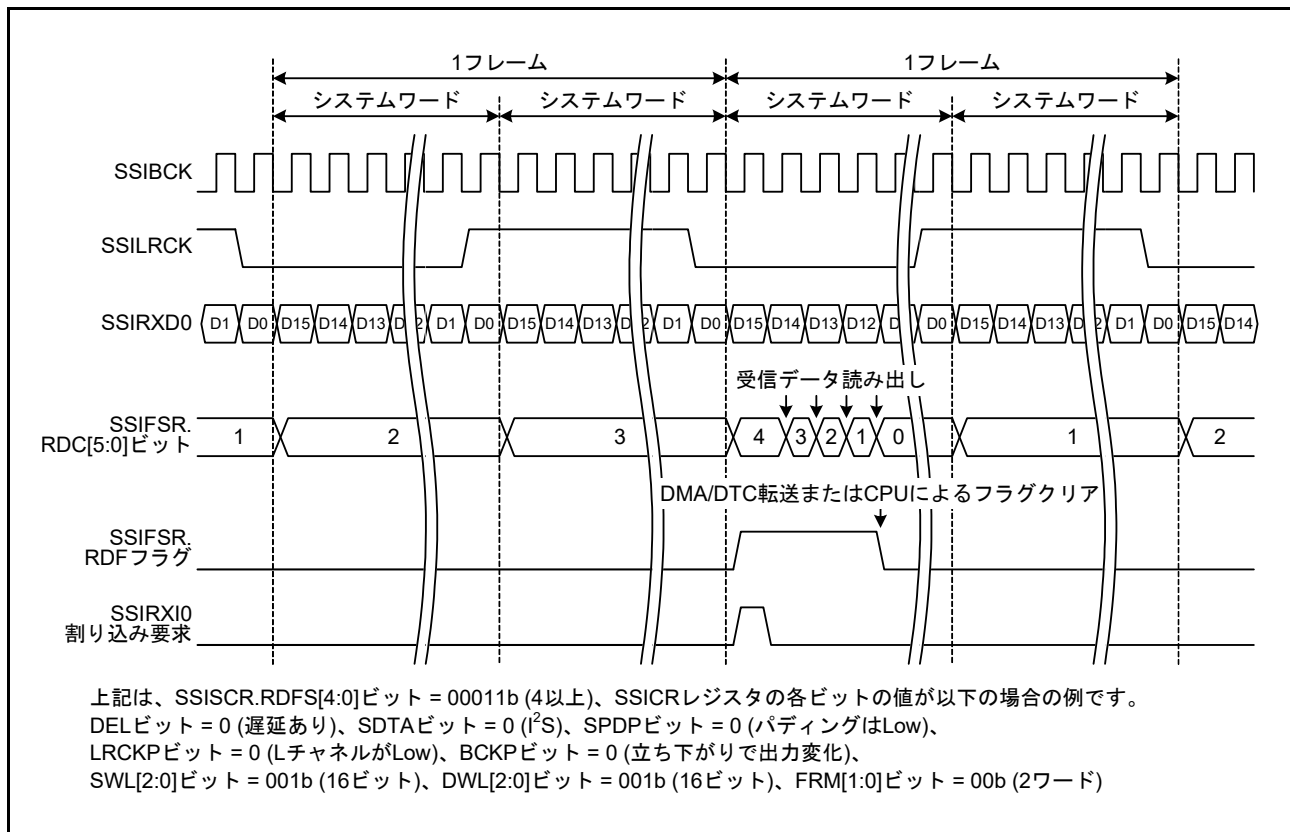 1フレーム 1フレーム
システムワード システムワード システムワード システムワード
SSIBCK
SSILRCK
SSIRXD0 D1 D0 D15 D14 D13 D 2 D1 D0 D15 D14 D13 D 2 D1 D0 D15 D14 D13 D12 D D0 D15 D14 D13 D 2 D1 D0 D15 D14
受信データ読み出し
SSIFSR.
RDC[5:0]ビット 1 2 3 4 3 2 1 0 1 2
DMA/DTC転送またはCPUによるフラグクリア
SSIFSR.
RDFフラグ
SSIRXI0
割り込み要求
上記は、SSISCR.RDFS[4:0]ビット = 00011b (4以上)、SSICRレジスタの各ビットの値が以下の場合の例です。
DELビット = 0 (遅延あり)、SDTAビット = 0 (I²S)、SPDPビット = 0 (パディングはLow)、
LRCKPビット = 0 (LチャネルがLow)、BCKPビット = 0 (立ち下がりで出力変化)、
SWL[2:0]ビット = 001b (16ビット)、DWL[2:0]ビット = 001b (16ビット)、FRM[1:0]ビット = 00b (2ワード)